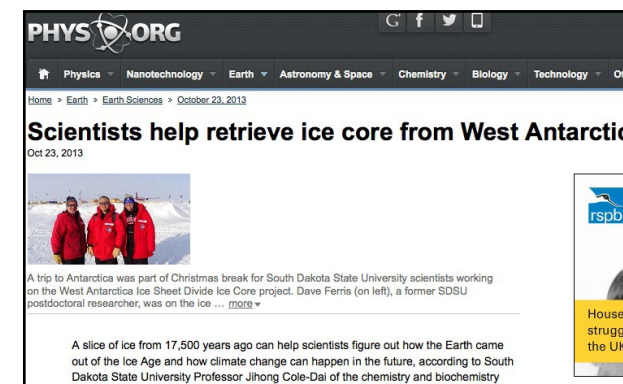 PHYS ORG
G f
Physics Nanotechnology Earth Astronomy & Space Chemistry Biology Technology
Home » Earth » Earth Sciences » October 23, 2013
Scientists help retrieve ice core from West Antarctic
Oct 23, 2013
A trip to Antarctica was part of Christmas break for South Dakota State University scientists working
on the West Antarctica Ice Sheet Divide Ice Core project. Dave Ferris (on left), a former SDSU
postdoctoral researcher, was on the ice ... more
rspb
House
strugg
the UK
A slice of ice from 17,500 years ago can help scientists figure out how the Earth came
out of the Ice Age and how climate change can happen in the future, according to South
Dakota State University Professor Jihong Cole-Dai of the chemistry and biochemistry